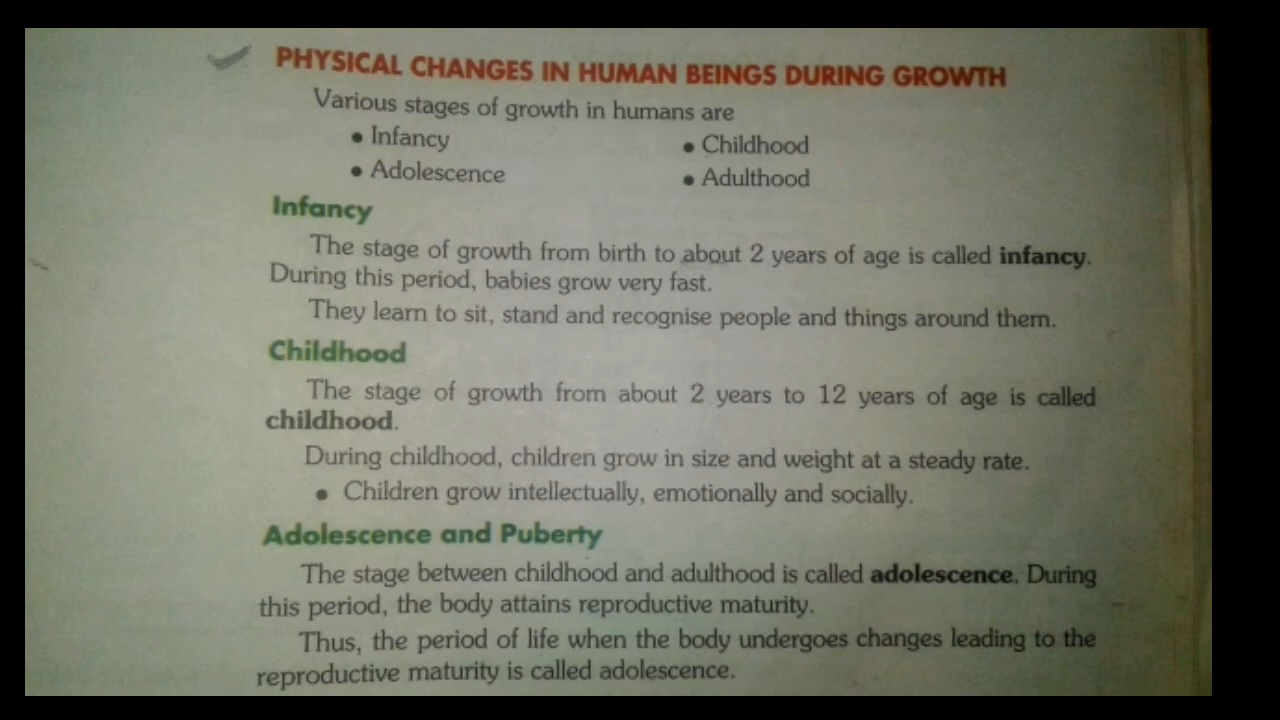 PHYSICAL CHANGES IN HUMAN BEINGS DURING GROWTH
Various stages of growth in humans are
• Infancy • Childhood
• Adolescence • Adulthood
Infancy
The stage of growth from birth to about 2 years of age is called infancy.
During this period, babies grow very fast.
They learn to sit, stand and recognise people and things around them.
Childhood
The stage of growth from about 2 years to 12 years of age is called
childhood.
During childhood, children grow in size and weight at a steady rate.
• Children grow intellectually, emotionally and socially.
Adolescence and Puberty
The stage between childhood and adulthood is called adolescence. During
this period, the body attains reproductive maturity.
Thus, the period of life when the body undergoes changes leading to the
reproductive maturity is called adolescence.